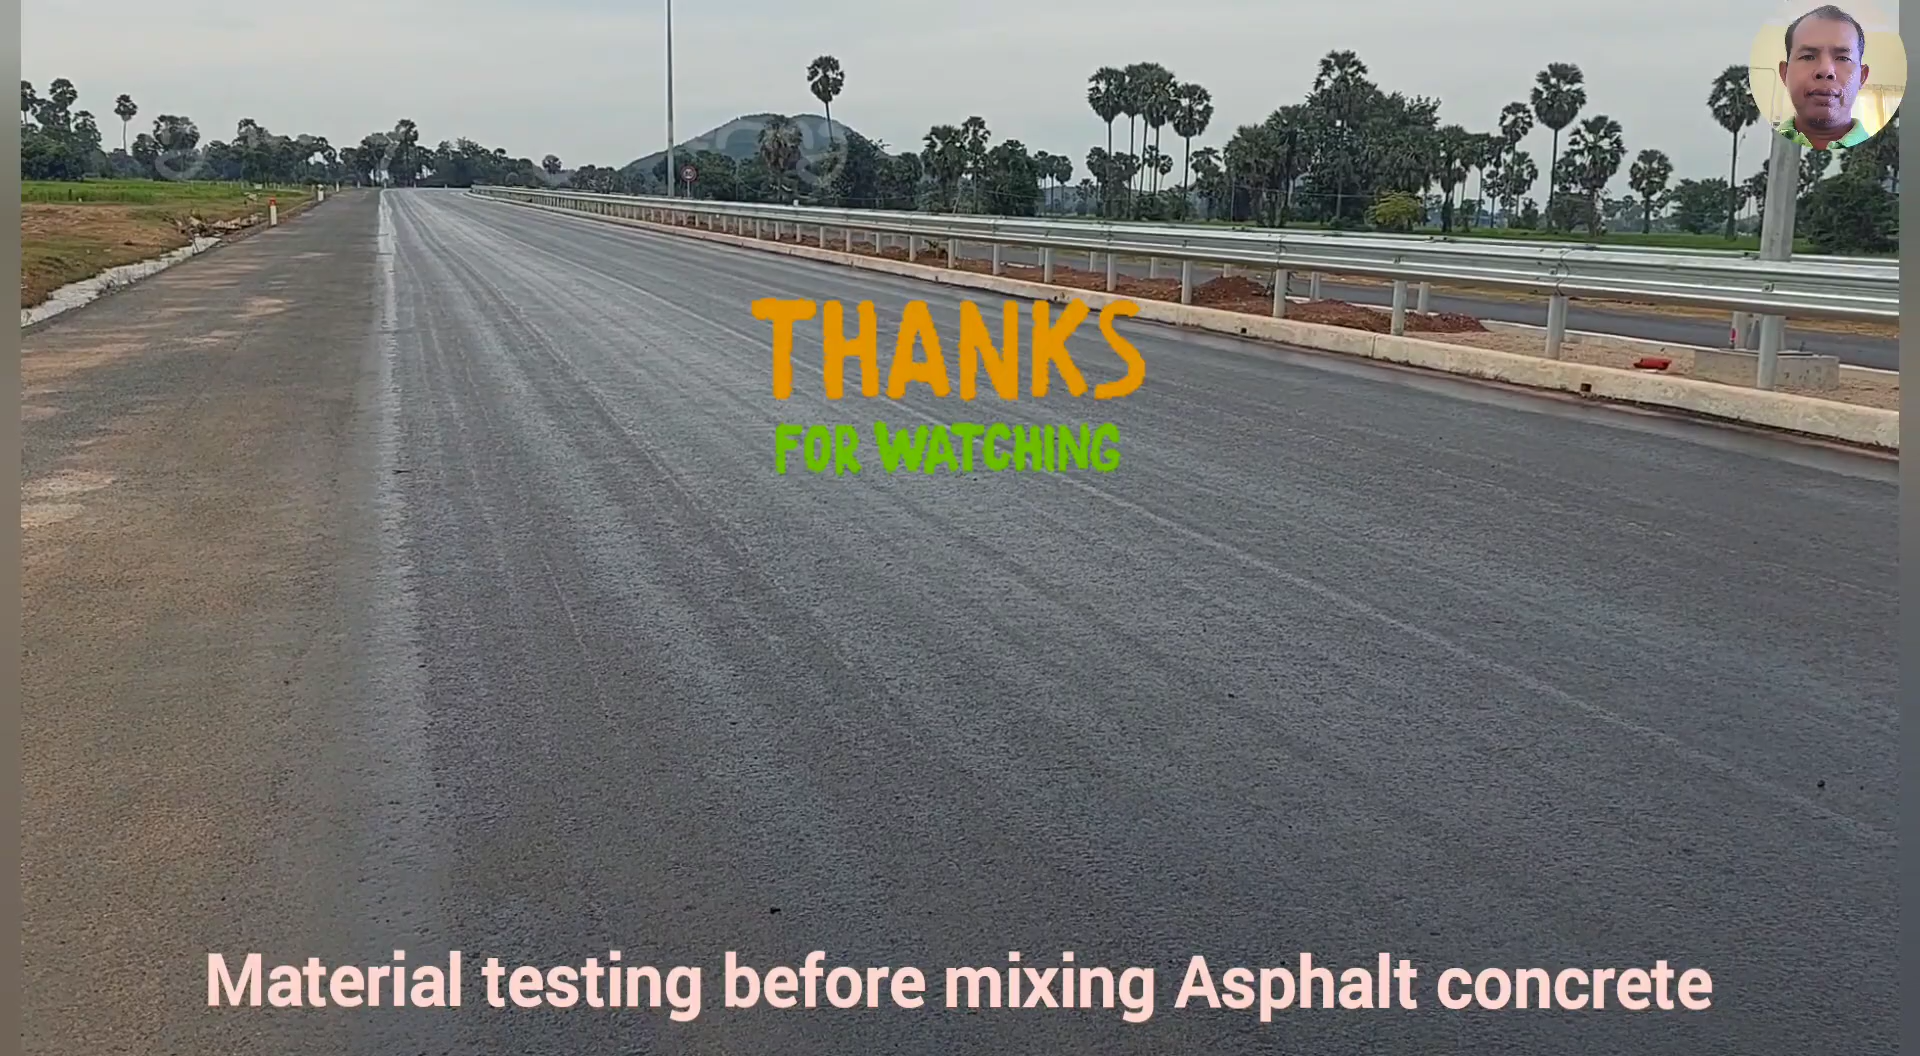 THANKS
FOR WATCHING
Material testing before mixing Asphalt concrete